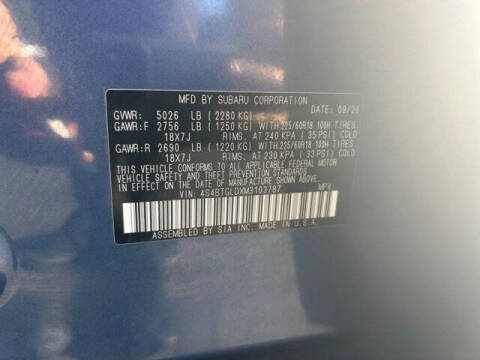 MFD BY SUBARU CORPORATION
DATE: 09/20
GVWR: 5026 LB (2280 KG)
GAWR:F 2756 LB (1250 KG) WITH 225/60R18 100H TIRES.
18X7J RIMS. AT 240 KPA (35 PSI) COLD
GAWR:R 2690 LB (1220 KG) WITH 225/60R18 100H TIRES.
18X7J RIMS. AT 230 KPA (33 PSI) COLD
THIS VEHICLE CONFORMS TO ALL APPLICABLE FEDERAL MOTOR
VEHICLE SAFETY AND THEFT PREVENTION STANDARDS
IN EFFECT ON THE DATE OF MANUFACTURE SHOWN ABOVE.
VIN: 4S4BTGLDXM3103787 MPV
ASSEMBLED BY SIA INC. MADE IN U.S.A.